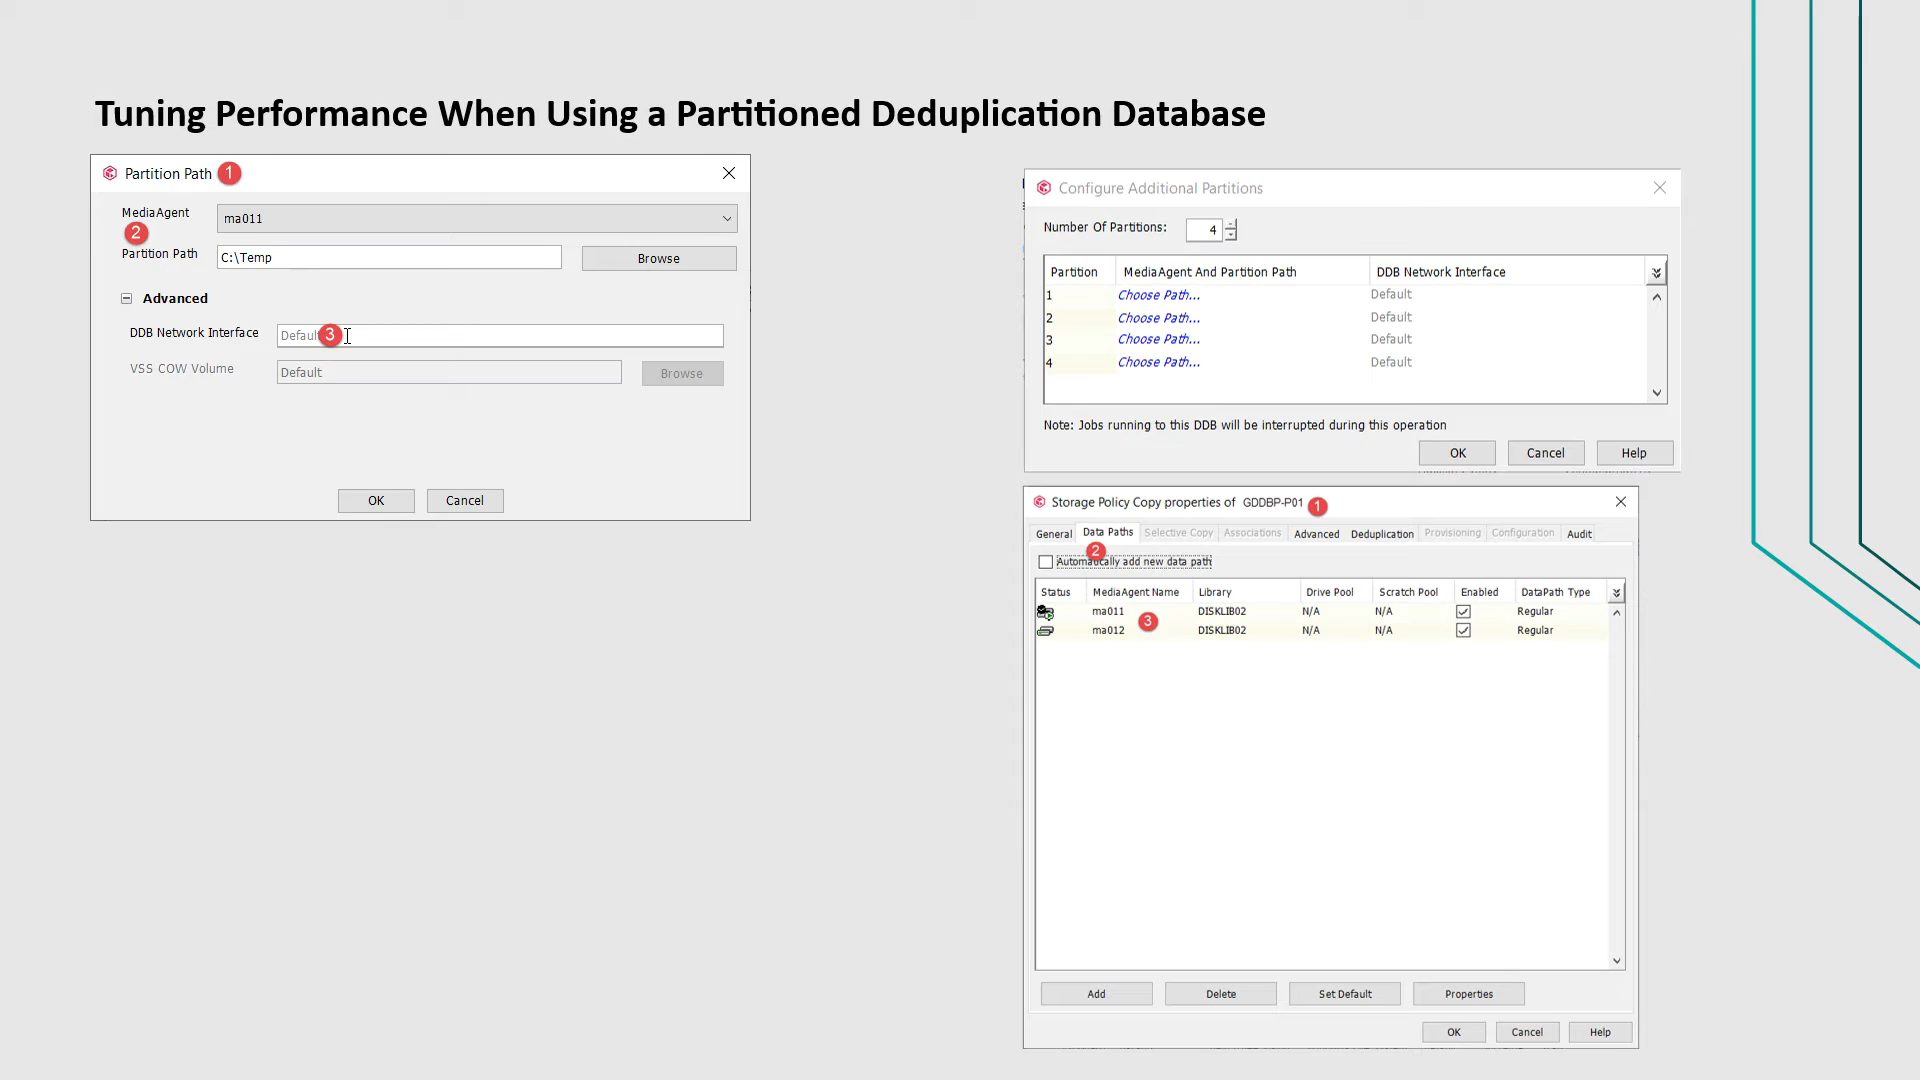 Tuning Performance When Using a Partitioned Deduplication Database
Partition Path 1
MediaAgent ma011
2
Partition Path C:\Temp Browse
Advanced
DDB Network Interface Default 3
VSS COW Volume Default Browse
OK Cancel
Configure Additional Partitions
Number Of Partitions: 4
Partition MediaAgent And Partition Path DDB Network Interface
1 Choose Path... Default
2 Choose Path... Default
3 Choose Path... Default
4 Choose Path... Default
Note: Jobs running to this DDB will be interrupted during this operation
OK Cancel Help
Storage Policy Copy properties of GDDBP-P01 1
General Data Paths Selective Copy Associations Advanced Deduplication Provisioning Configuration Audit
2
Automatically add new data path
Status MediaAgent Name Library Drive Pool Scratch Pool Enabled DataPath Type
ma011 DISKLIB02 N/A N/A Regular
3
ma012 DISKLIB02 N/A N/A Regular
Add Delete Set Default Properties
OK Cancel Help